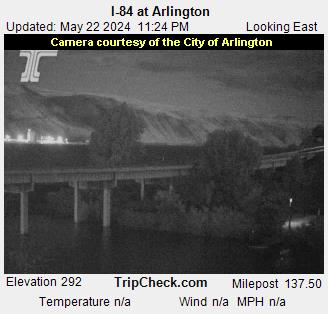 I-84 at Arlington
Updated: May 22 2024 11:24 PM Looking East
Camera courtesy of the City of Arlington
Elevation 292 TripCheck.com Milepost 137.50
Temperature n/a Wind n/a MPH n/a